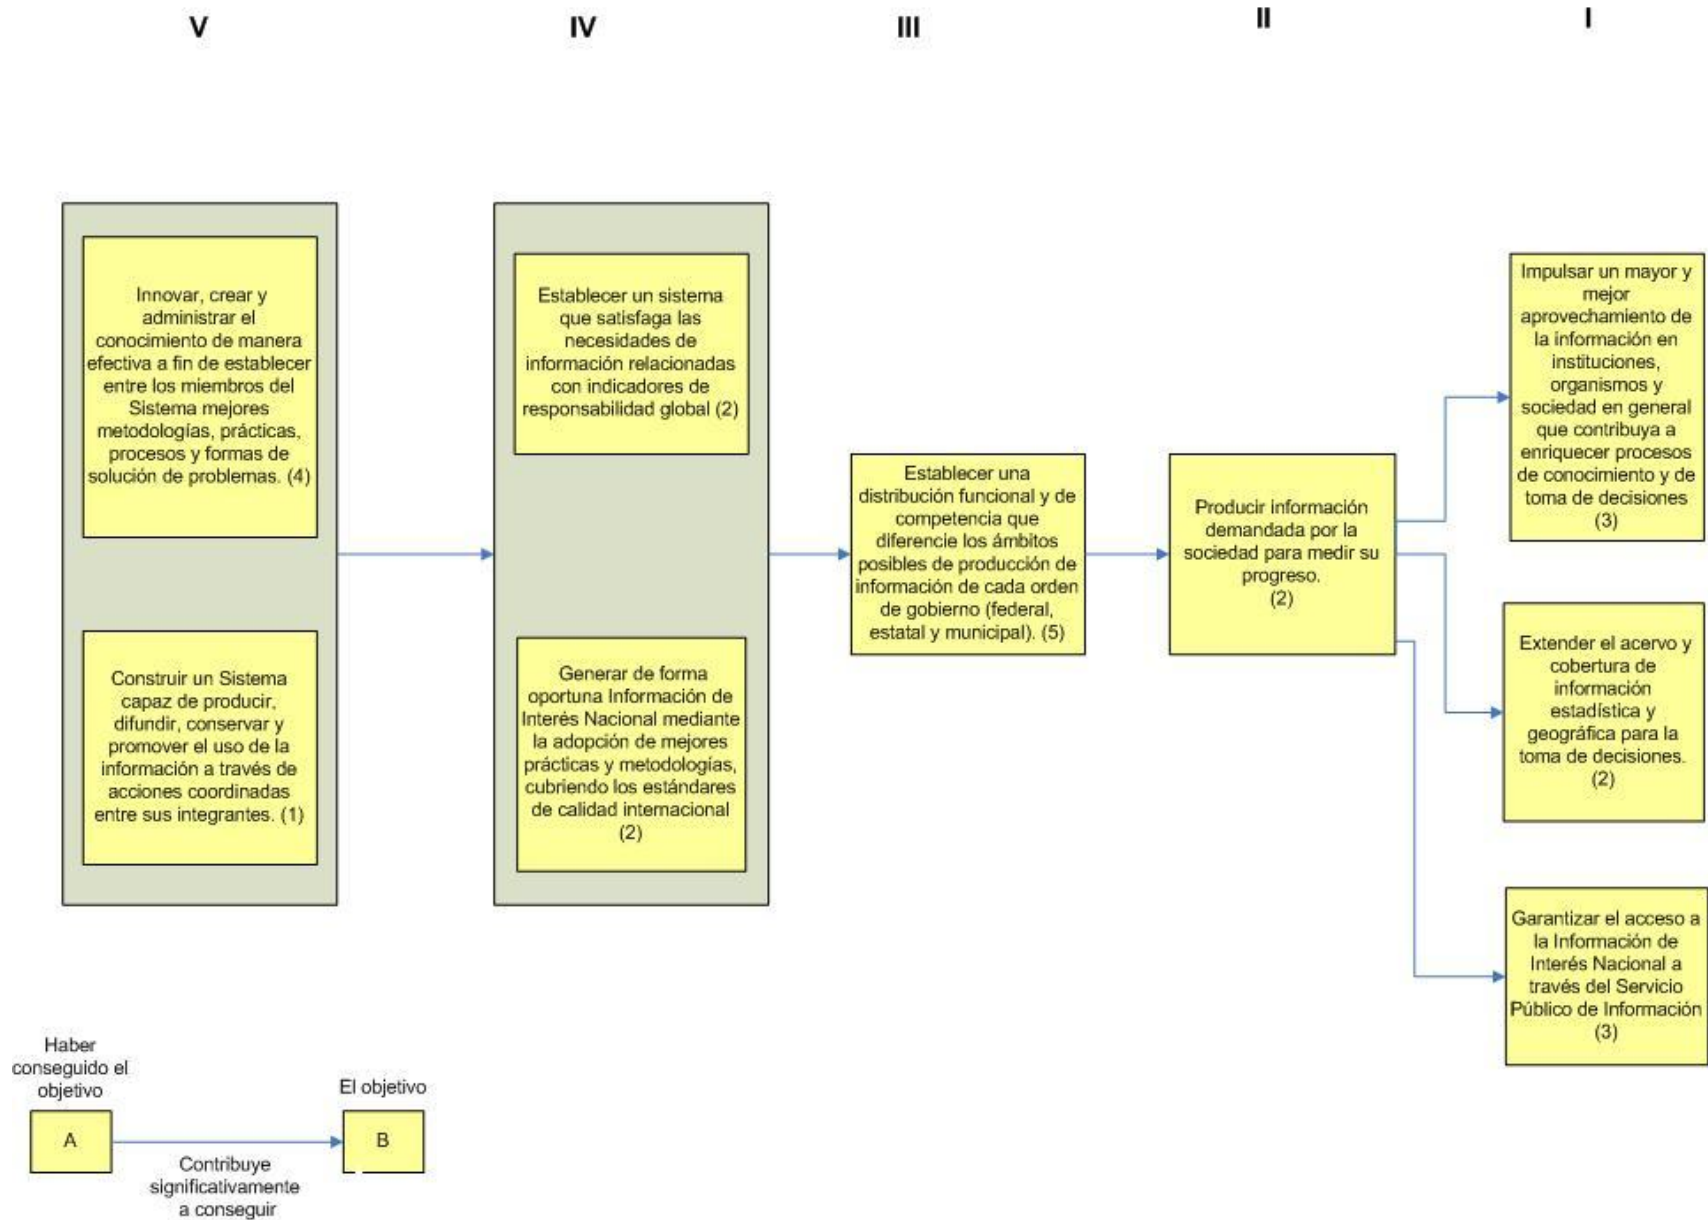 V
IV
III
II
I
Innovar, crear y
administrar el
conocimiento de manera
efectiva a fin de establecer
entre los miembros del
Sistema mejores
metodologías, prácticas,
procesos y formas de
solución de problemas. (4)
Construir un Sistema
capaz de producir,
difundir, conservar y
promover el uso de la
información a través de
acciones coordinadas
entre sus integrantes. (1)
Establecer un sistema
que satisfaga las
necesidades de
información relacionadas
con indicadores de
responsabilidad global (2)
Generar de forma
oportuna Información de
Interés Nacional mediante
la adopción de mejores
prácticas y metodologías,
cubriendo los estándares
de calidad internacional
(2)
Establecer una
distribución funcional y de
competencia que
diferencie los ámbitos
posibles de producción de
información de cada orden
de gobierno (federal,
estatal y municipal). (5)
Producir información
demandada por la
sociedad para medir su
progreso.
(2)
Impulsar un mayor y
mejor
aprovechamiento de
la información en
instituciones,
organismos y
sociedad en general
que contribuya a
enriquecer procesos
de conocimiento y de
toma de decisiones
(3)
Extender el acervo y
cobertura de
información
estadística y
geográfica para la
toma de decisiones.
(2)
Garantizar el acceso a
la Información de
Interés Nacional a
través del Servicio
Público de Información
(3)
Haber
conseguido el
objetivo
A
El objetivo
B
Contribuye
significativamente
a conseguir